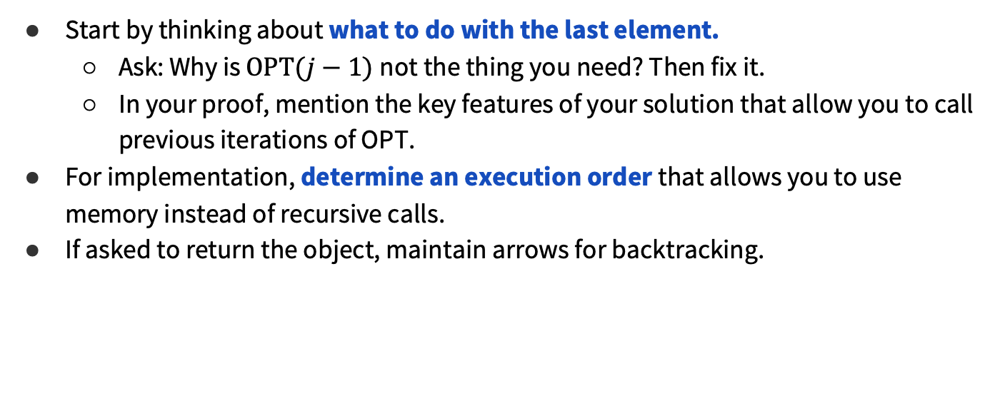 ● Start by thinking about what to do with the last element.
○ Ask: Why is OPT(j − 1) not the thing you need? Then fix it.
○ In your proof, mention the key features of your solution that allow you to call
previous iterations of OPT.
● For implementation, determine an execution order that allows you to use
memory instead of recursive calls.
● If asked to return the object, maintain arrows for backtracking.